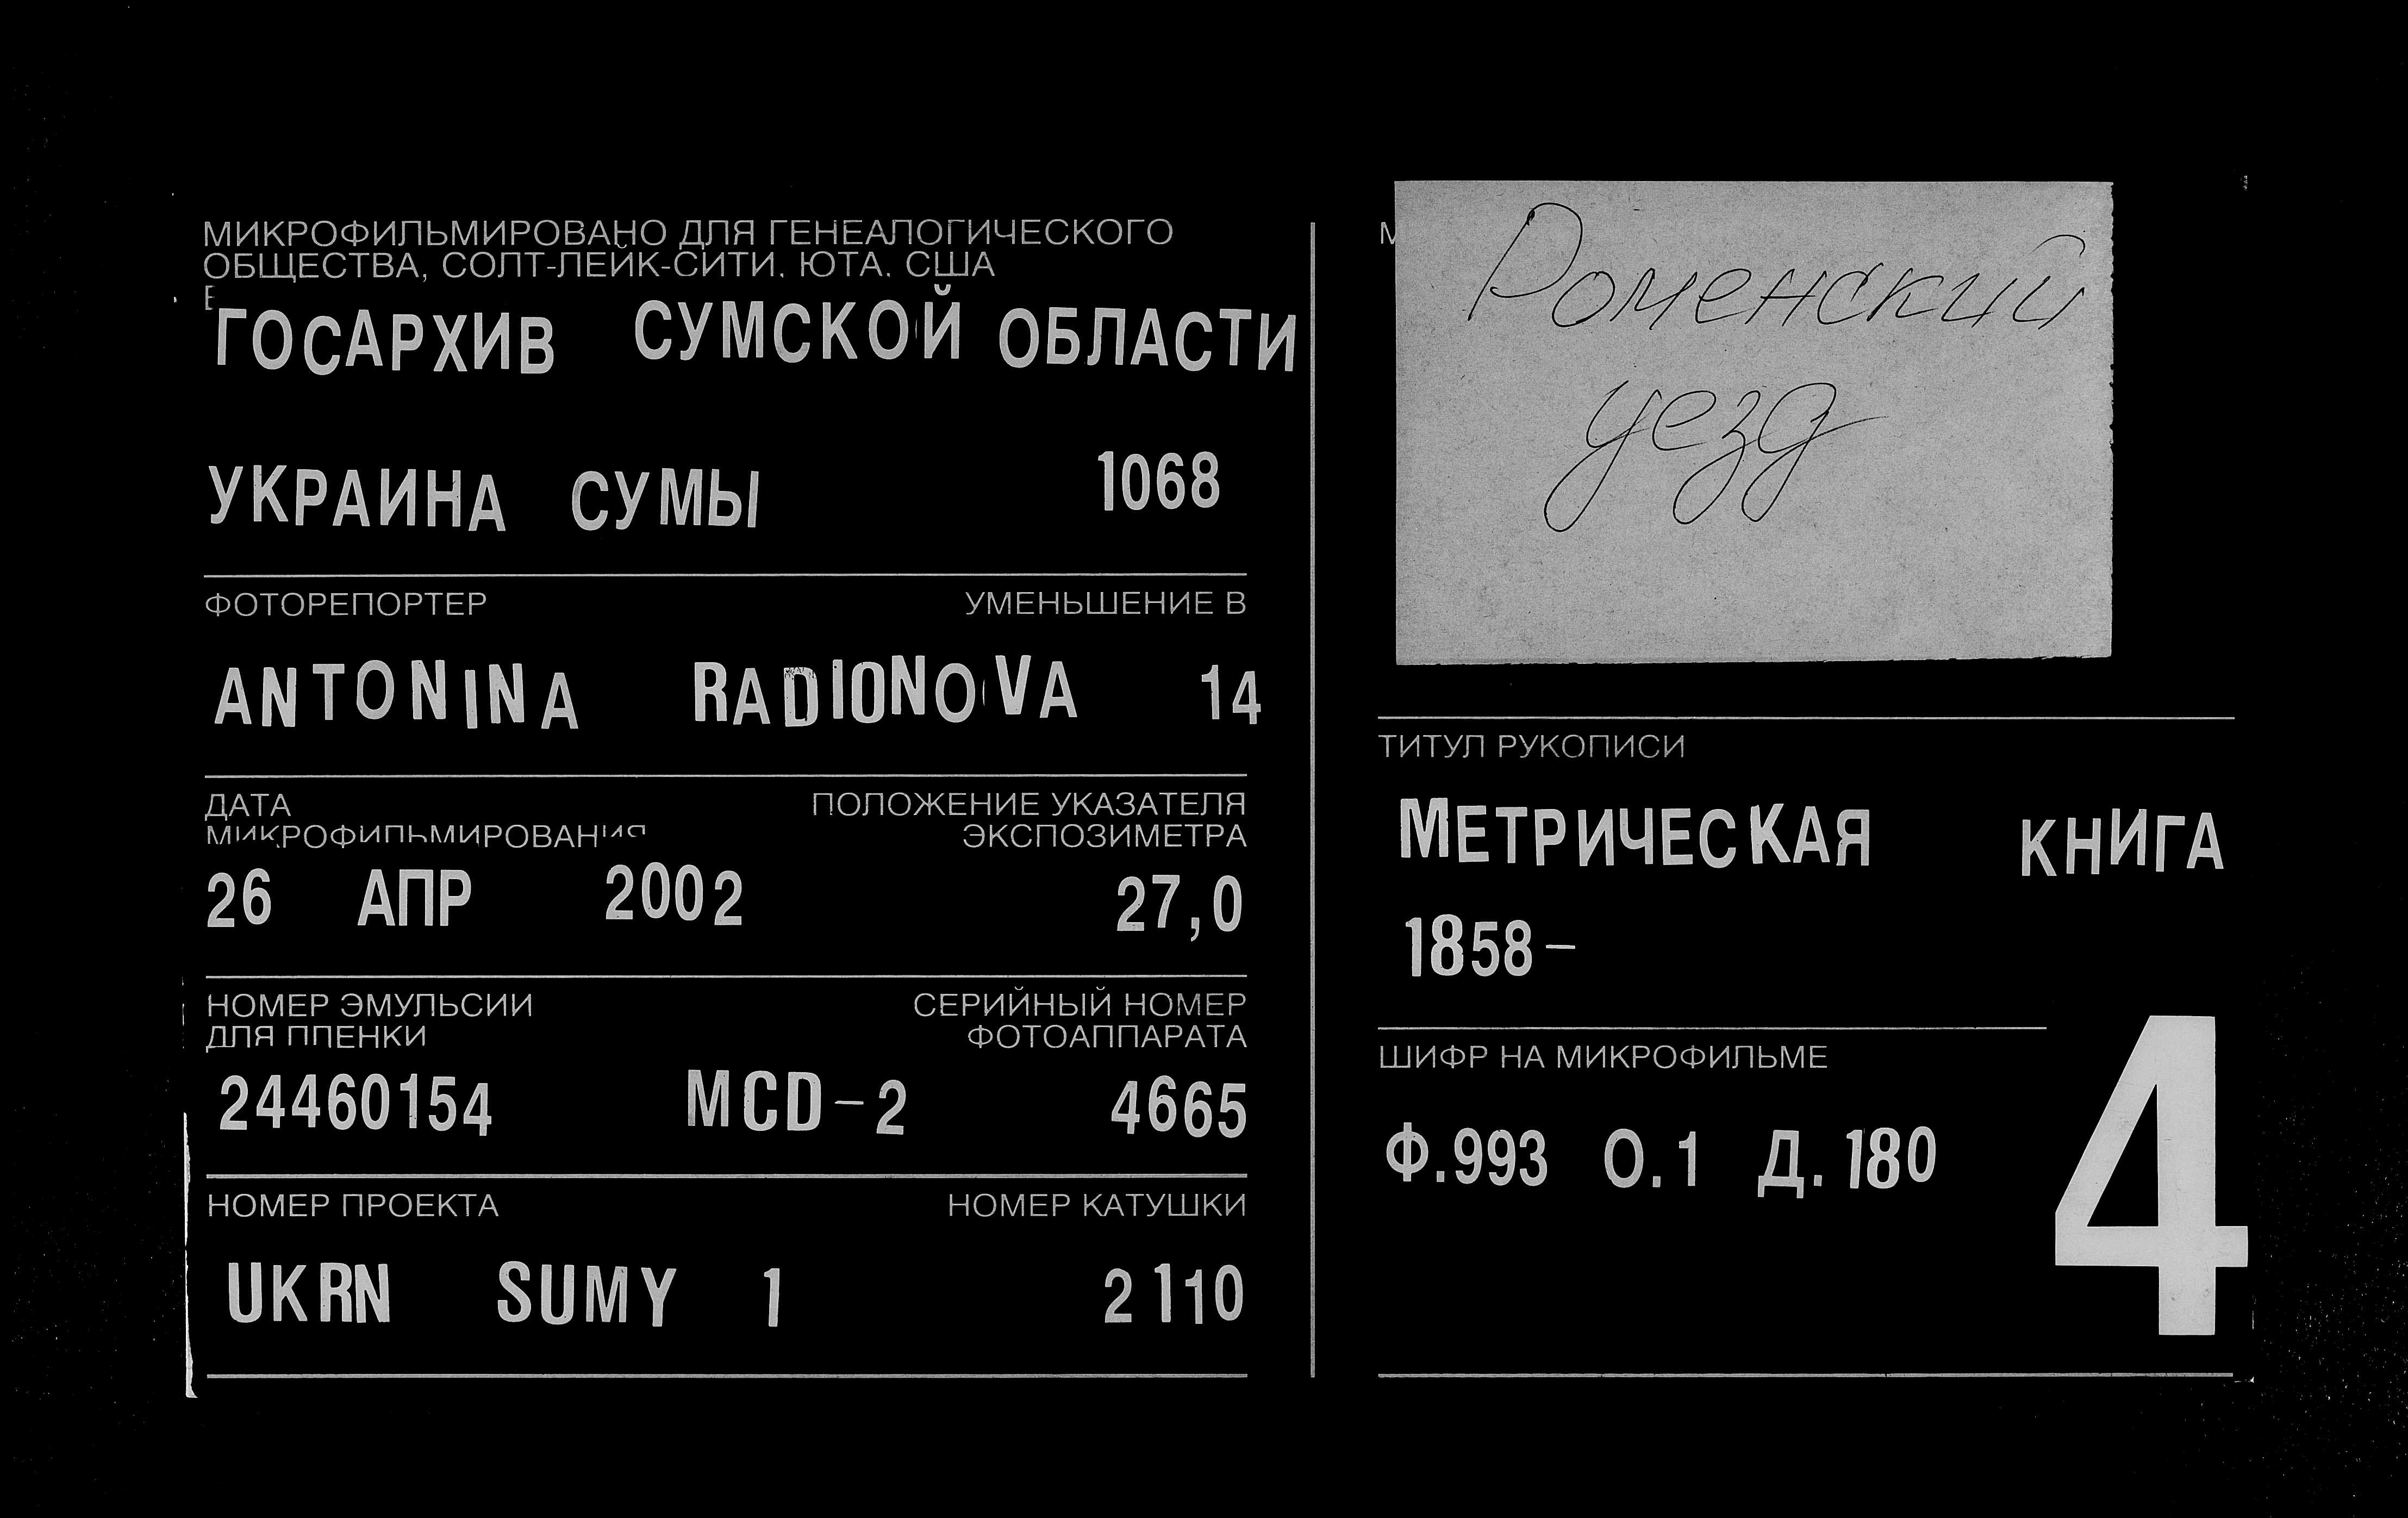 МИКРОФИЛЬМИРОВАНО ДЛЯ ГЕНЕАЛОГИЧЕСКОГО
ОБЩЕСТВА, СОЛТ-ЛЕЙК-СИТИ, ЮТА, США
В
ГОСАРХИВ СУМСКОЙ ОБЛАСТИ
УКРАИНА СУМЫ 1068
ФОТОРЕПОРТЕР УМЕНЬШЕНИЕ В
ANTONINA RADIONOVA 14
ДАТА ПОЛОЖЕНИЕ УКАЗАТЕЛЯ
МИКРОФИЛЬМИРОВАНИЯ ЭКСПОЗИМЕТРА
26 АПР 2002 27,0
НОМЕР ЭМУЛЬСИИ СЕРИЙНЫЙ НОМЕР
ДЛЯ ПЛЕНКИ ФОТОАППАРАТА
24460154 MCD-2 4665
НОМЕР ПРОЕКТА НОМЕР КАТУШКИ
UKRN SUMY 1 2110
Роменский
уезд
ТИТУЛ РУКОПИСИ
МЕТРИЧЕСКАЯ КНИГА
1858-
ШИФР НА МИКРОФИЛЬМЕ
Ф.993 О.1 Д.180
4